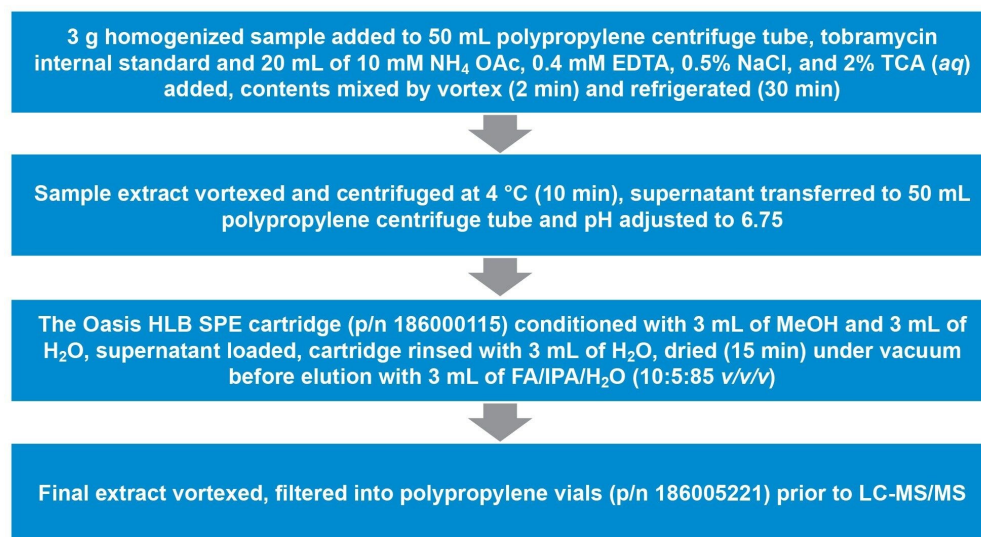 3 g homogenized sample added to 50 mL polypropylene centrifuge tube, tobramycin
internal standard and 20 mL of 10 mM NH₄ OAc, 0.4 mM EDTA, 0.5% NaCl, and 2% TCA (aq)
added, contents mixed by vortex (2 min) and refrigerated (30 min)
Sample extract vortexed and centrifuged at 4 °C (10 min), supernatant transferred to 50 mL
polypropylene centrifuge tube and pH adjusted to 6.75
The Oasis HLB SPE cartridge (p/n 186000115) conditioned with 3 mL of MeOH and 3 mL of
H₂O, supernatant loaded, cartridge rinsed with 3 mL of H₂O, dried (15 min) under vacuum
before elution with 3 mL of FA/IPA/H₂O (10:5:85 v/v/v)
Final extract vortexed, filtered into polypropylene vials (p/n 186005221) prior to LC-MS/MS